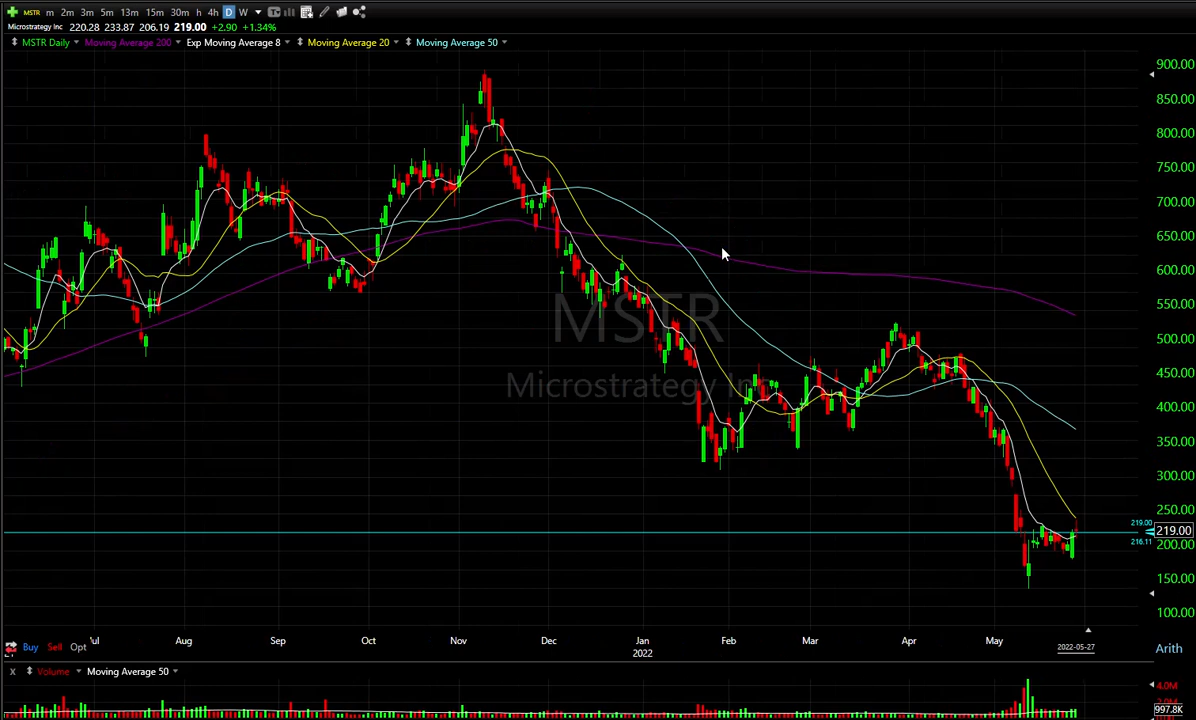 MSTR m 2m 3m 5m 13m 15m 30m h 4h D W
Microstrategy Inc 220.28 233.87 206.19 219.00 +2.90 +1.34%
MSTR Daily Moving Average 200 Exp Moving Average 8 Moving Average 20 Moving Average 50
900.00
850.00
800.00
750.00
700.00
650.00
600.00
550.00
500.00
450.00
400.00
350.00
300.00
250.00
219.00
219.00
216.11
200.00
150.00
100.00
MSTR
Microstrategy Inc
Aug Sep Oct Nov Dec Jan Feb Mar Apr May
2022
2022-05-27
Buy Sell Opt
Arith
X Volume Moving Average 50
4.0M
997.8K